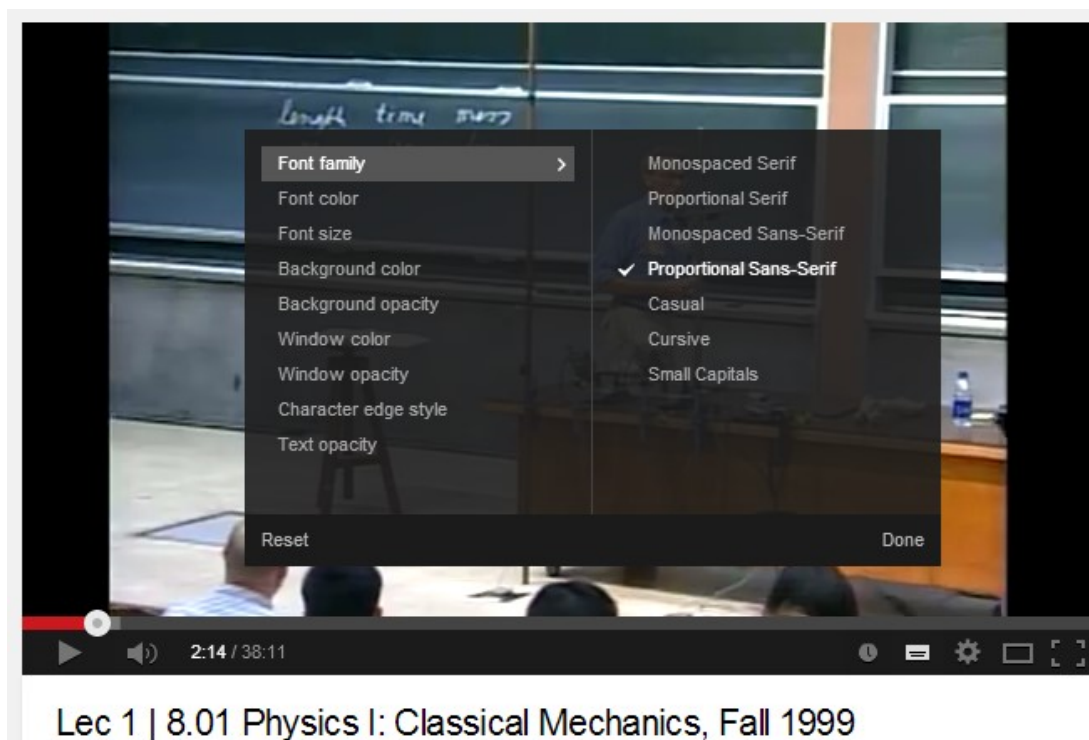 length time mass
Font family
Font color
Font size
Background color
Background opacity
Window color
Window opacity
Character edge style
Text opacity
Monospaced Serif
Proportional Serif
Monospaced Sans-Serif
Proportional Sans-Serif
Casual
Cursive
Small Capitals
Reset Done
2:14 / 38:11
Lec 1 | 8.01 Physics I: Classical Mechanics, Fall 1999